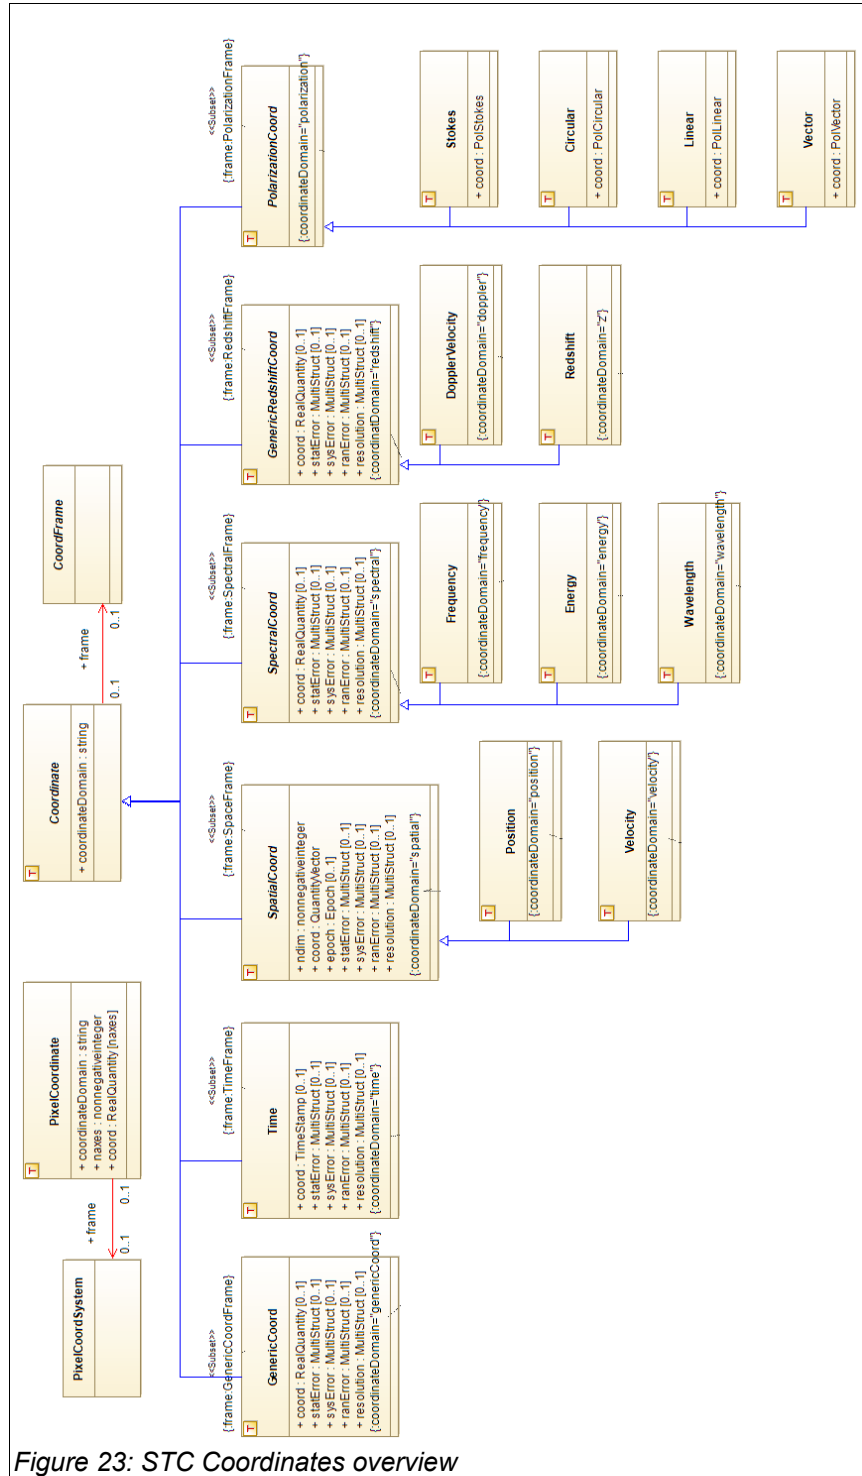 PixelCoordSystem
+ frame
0..1
0..1
T
PixelCoordinate
+ coordinateDomain : string
+ naxes : nonnegativeinteger
+ coord : RealQuantity [naxes]
T
Coordinate
+ coordinateDomain : string
+ frame
0..1
0..1
CoordFrame
<<Subset>>
{:frame:GenericCoordFrame}
T
GenericCoord
+ coord : RealQuantity [0..1]
+ statError : MultiStruct [0..1]
+ sysError : MultiStruct [0..1]
+ ranError : MultiStruct [0..1]
+ resolution : MultiStruct [0..1]
{:coordinateDomain="genericCoord"}
<<Subset>>
{:frame:TimeFrame}
T
Time
+ coord : TimeStamp [0..1]
+ statError : MultiStruct [0..1]
+ sysError : MultiStruct [0..1]
+ ranError : MultiStruct [0..1]
+ resolution : MultiStruct [0..1]
{:coordinateDomain="time"}
<<Subset>>
{:frame:SpaceFrame}
T
SpatialCoord
+ ndim : nonnegativeinteger
+ coord : QuantityVector
+ epoch : Epoch [0..1]
+ statError : MultiStruct [0..1]
+ sysError : MultiStruct [0..1]
+ ranError : MultiStruct [0..1]
+ resolution : MultiStruct [0..1]
{:coordinateDomain="spatial"}
T
Position
{:coordinateDomain="position"}
T
Velocity
{:coordinateDomain="velocity"}
<<Subset>>
{:frame:SpectralFrame}
T
SpectralCoord
+ coord : RealQuantity [0..1]
+ statError : MultiStruct [0..1]
+ sysError : MultiStruct [0..1]
+ ranError : MultiStruct [0..1]
+ resolution : MultiStruct [0..1]
{:coordinateDomain="spectral"}
T
Frequency
{:coordinateDomain="frequency"}
T
Energy
{:coordinateDomain="energy"}
T
Wavelength
{:coordinateDomain="wavelength"}
<<Subset>>
{:frame:RedshiftFrame}
T
GenericRedshiftCoord
+ coord : RealQuantity [0..1]
+ statError : MultiStruct [0..1]
+ sysError : MultiStruct [0..1]
+ ranError : MultiStruct [0..1]
+ resolution : MultiStruct [0..1]
{:coordinatDomain="redshift"}
T
DopplerVelocity
{:coordinateDomain="doppler"}
T
Redshift
{:coordinateDomain="z"}
<<Subset>>
{:frame:PolarizationFrame}
T
PolarizationCoord
{:coordinateDomain="polarization"}
T
Stokes
+ coord : PolStokes
T
Circular
+ coord : PolCircular
T
Linear
+ coord : PolLinear
T
Vector
+ coord : PolVector
Figure 23: STC Coordinates overview